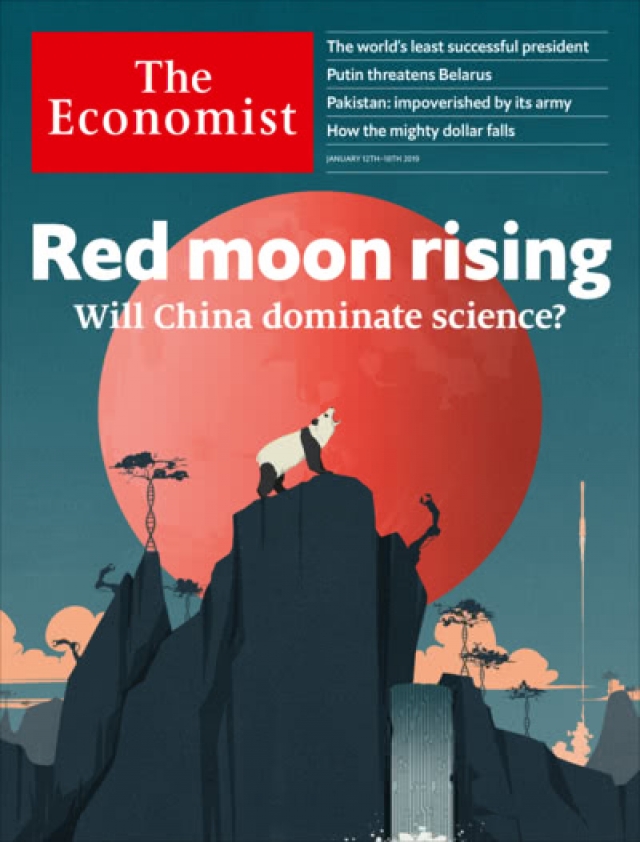 The
Economist
The world's least successful president
Putin threatens Belarus
Pakistan: impoverished by its army
How the mighty dollar falls
JANUARY 12TH–18TH 2019
Red moon rising
Will China dominate science?